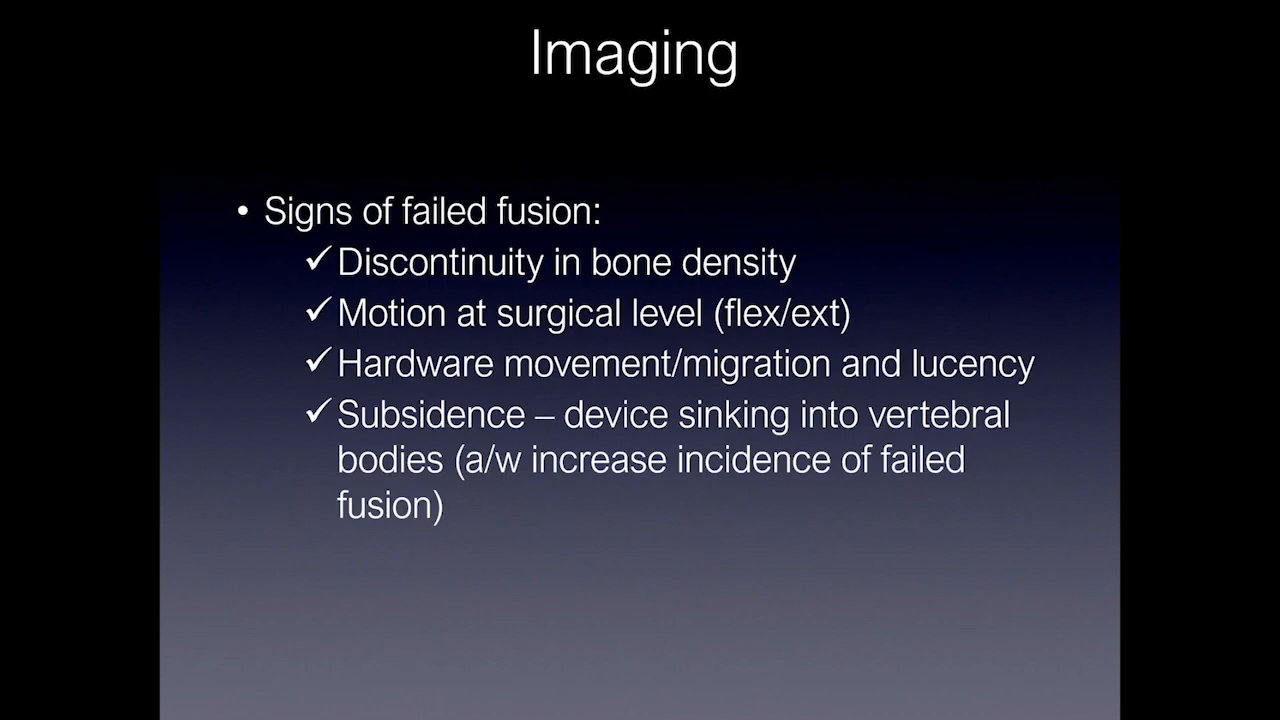 Imaging
• Signs of failed fusion:
✓ Discontinuity in bone density
✓ Motion at surgical level (flex/ext)
✓ Hardware movement/migration and lucency
✓ Subsidence – device sinking into vertebral
bodies (a/w increase incidence of failed
fusion)